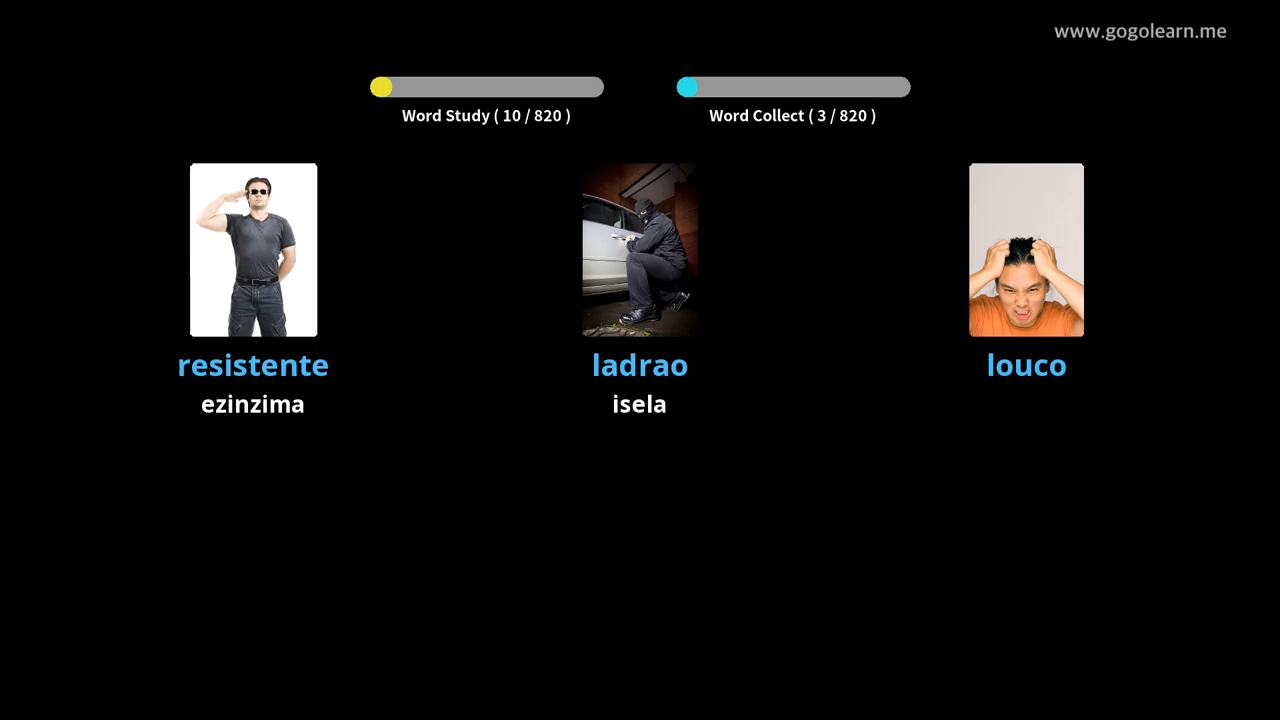 www.gogolearn.me
Word Study ( 10 / 820 )
Word Collect ( 3 / 820 )
resistente
ezinzima
ladrao
isela
louco